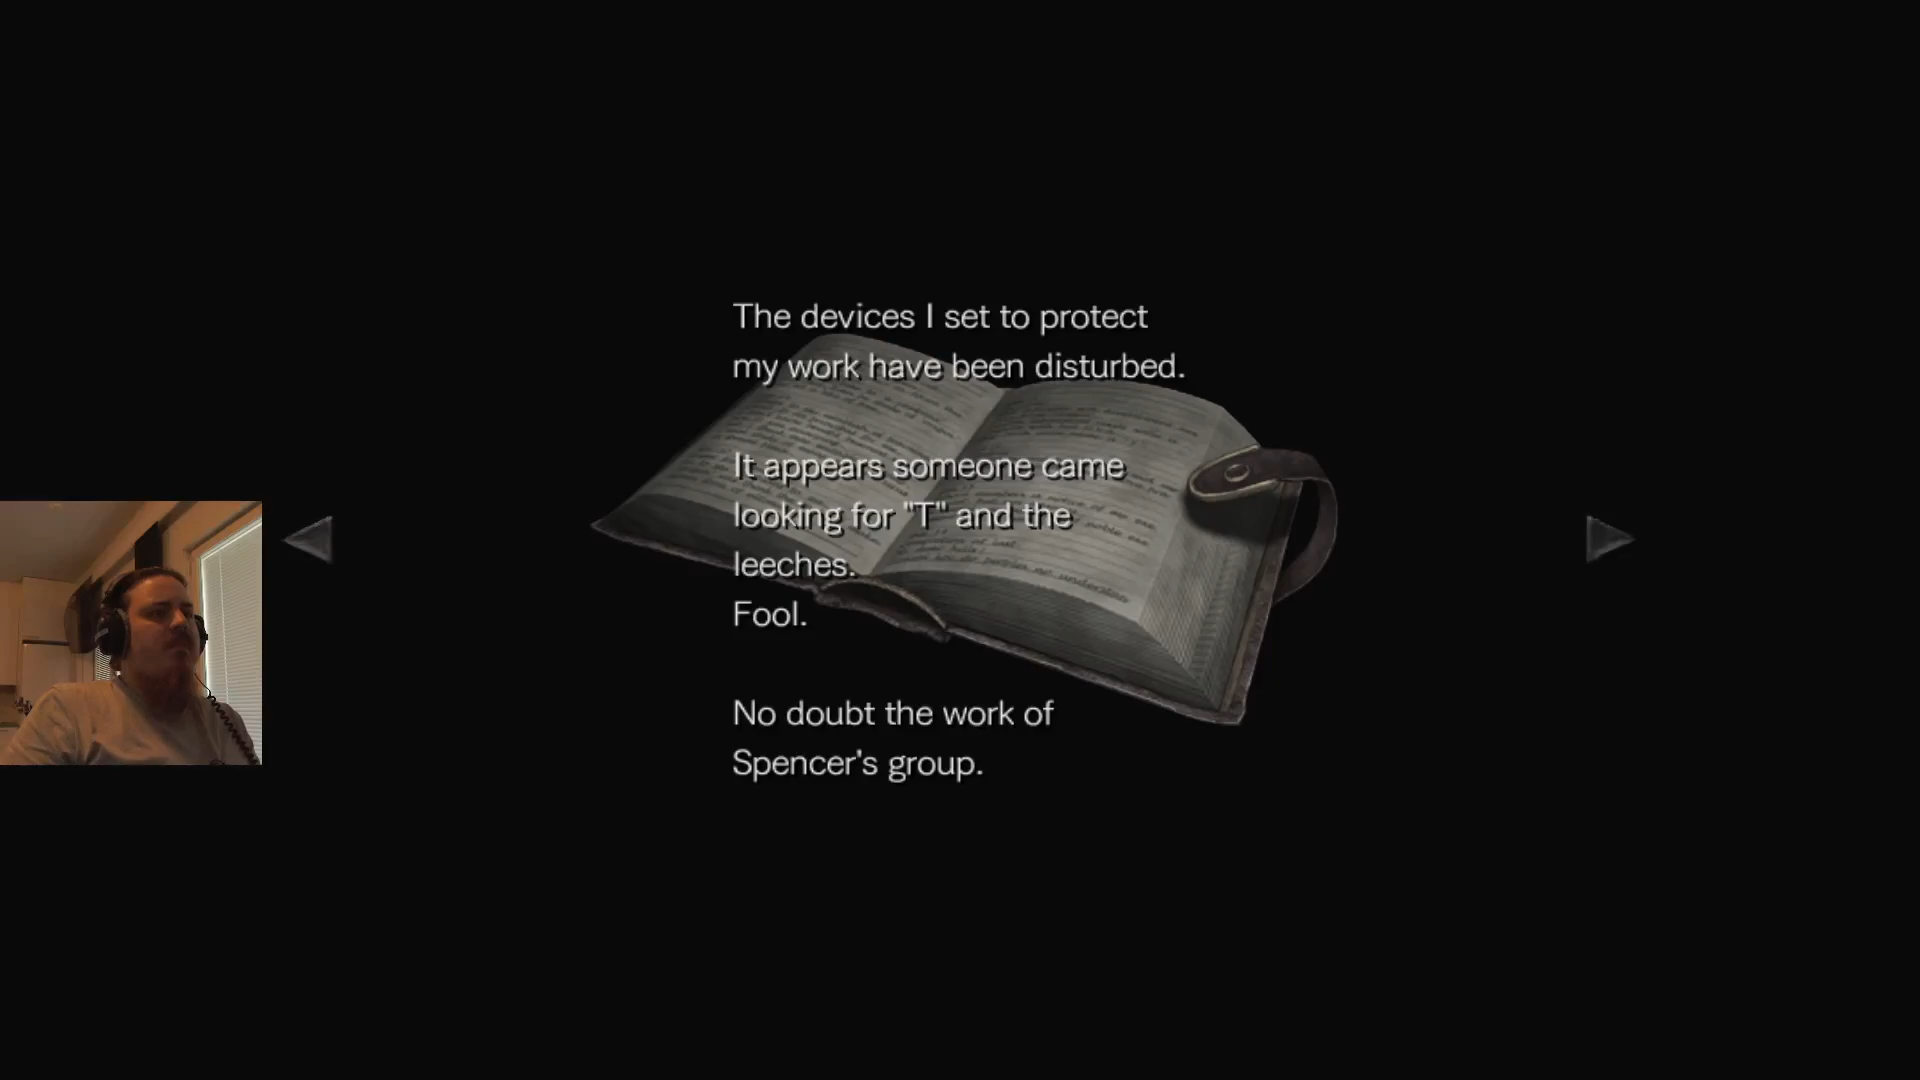 The devices I set to protect
my work have been disturbed.
It appears someone came
looking for "T" and the
leeches.
Fool.
No doubt the work of
Spencer's group.